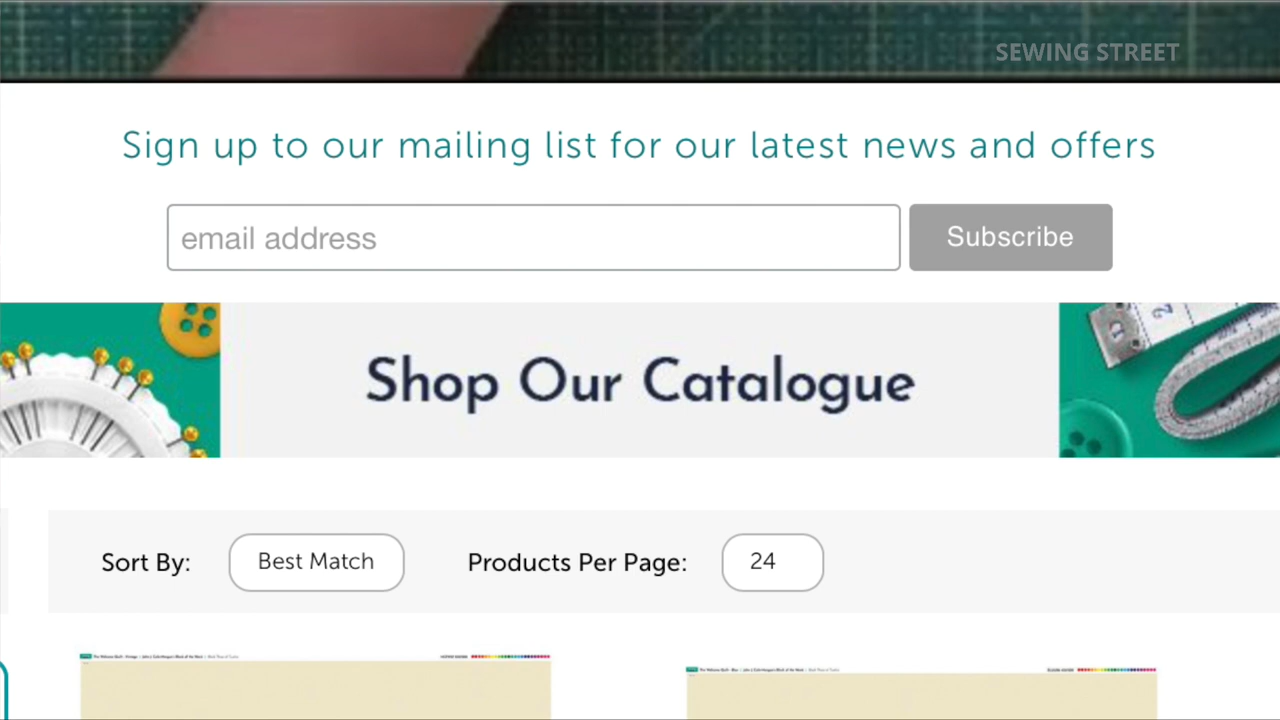 SEWING STREET
Sign up to our mailing list for our latest news and offers
email address
Subscribe
Shop Our Catalogue
Sort By:
Best Match
Products Per Page:
24